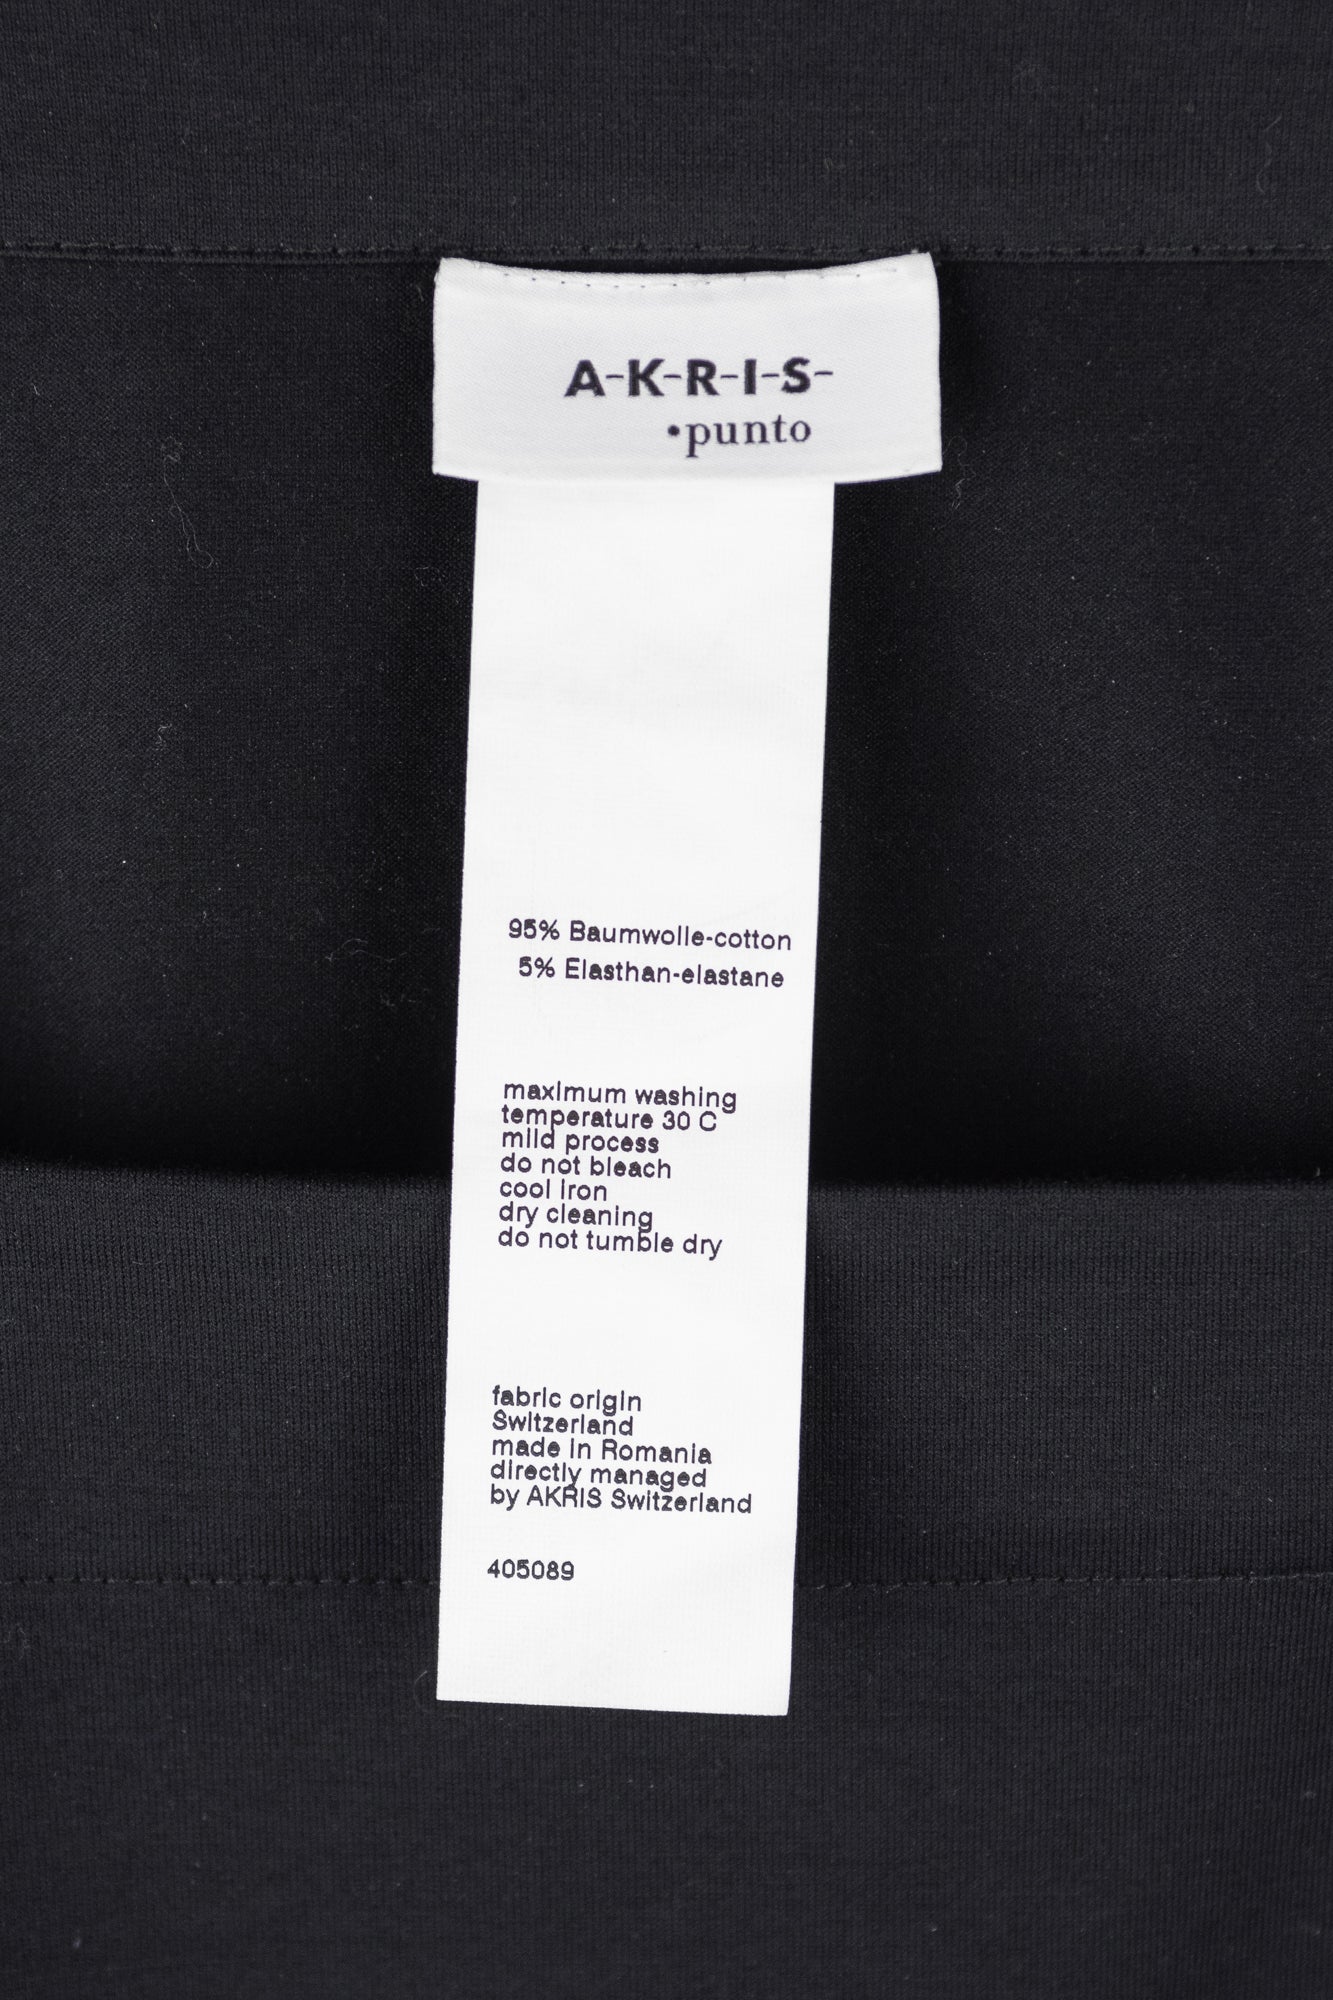 A-K-R-I-S-
•punto
95% Baumwolle-cotton
5% Elasthan-elastane
maximum washing
temperature 30 C
mild process
do not bleach
cool iron
dry cleaning
do not tumble dry
fabric origin
Switzerland
made in Romania
directly managed
by AKRIS Switzerland
405089